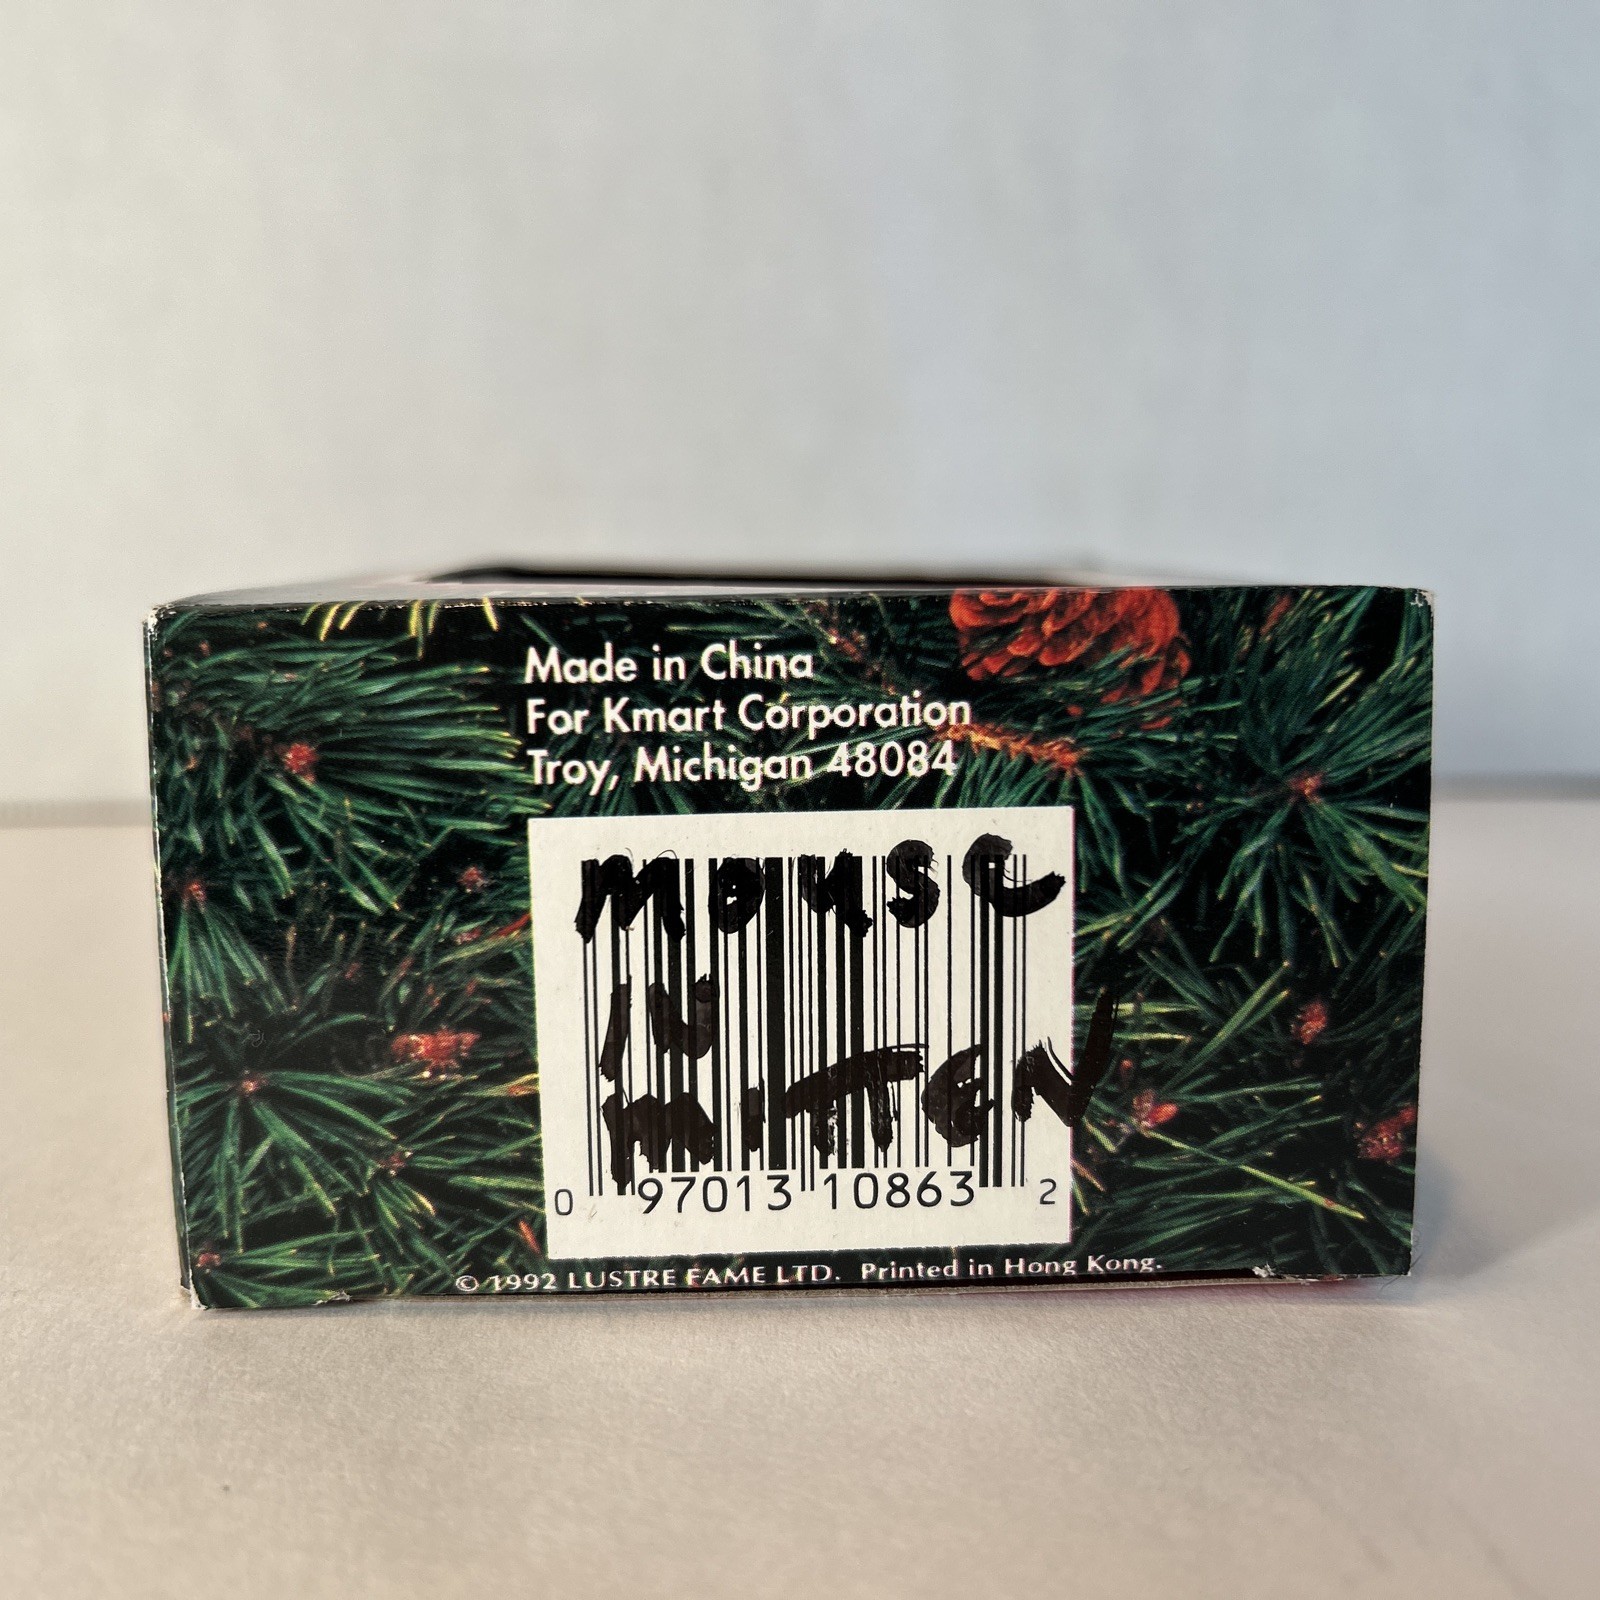 Made in China
For Kmart Corporation
Troy, Michigan 48084
mouse
IN
MITTEN
0 97013 10863 2
© 1992 LUSTRE FAME LTD. Printed in Hong Kong.